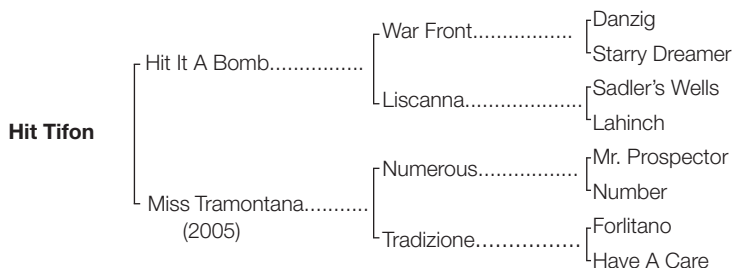 Danzig
War Front.................
Starry Dreamer
Hit It A Bomb................
Sadler's Wells
Liscanna.....................
Lahinch
Hit Tifon
Mr. Prospector
Numerous..................
Number
Miss Tramontana...........
(2005)
Forlitano
Tradizione................
Have A Care